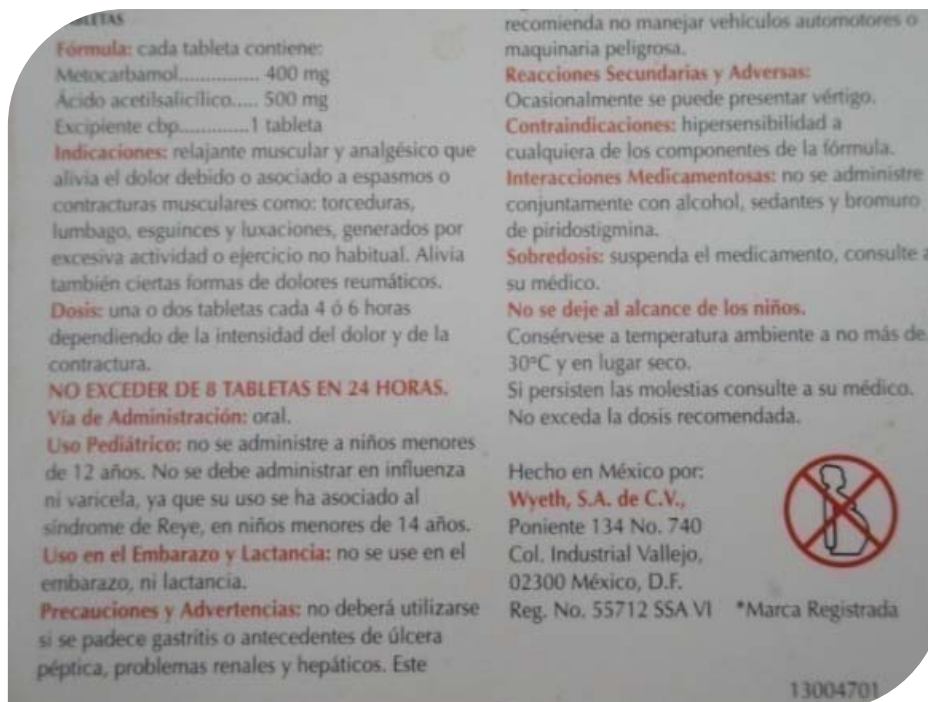 TABLETAS
Fórmula: cada tableta contiene:
Metocarbamol............... 400 mg
Ácido acetilsalicílico..... 500 mg
Excipiente cbp.............1 tableta
Indicaciones: relajante muscular y analgésico que
alivia el dolor debido o asociado a espasmos o
contracturas musculares como: torceduras,
lumbago, esguinces y luxaciones, generados por
excesiva actividad o ejercicio no habitual. Alivia
también ciertas formas de dolores reumáticos.
Dosis: una o dos tabletas cada 4 ó 6 horas
dependiendo de la intensidad del dolor y de la
contractura.
NO EXCEDER DE 8 TABLETAS EN 24 HORAS.
Vía de Administración: oral.
Uso Pediátrico: no se administre a niños menores
de 12 años. No se debe administrar en influenza
ni varicela, ya que su uso se ha asociado al
síndrome de Reye, en niños menores de 14 años.
Uso en el Embarazo y Lactancia: no se use en el
embarazo, ni lactancia.
Precauciones y Advertencias: no deberá utilizarse
si se padece gastritis o antecedentes de úlcera
péptica, problemas renales y hepáticos. Este
recomienda no manejar vehículos automotores o
maquinaria peligrosa.
Reacciones Secundarias y Adversas:
Ocasionalmente se puede presentar vértigo.
Contraindicaciones: hipersensibilidad a
cualquiera de los componentes de la fórmula.
Interacciones Medicamentosas: no se administre
conjuntamente con alcohol, sedantes y bromuro
de piridostigmina.
Sobredosis: suspenda el medicamento, consulte a
su médico.
No se deje al alcance de los niños.
Consérvese a temperatura ambiente a no más de
30°C y en lugar seco.
Si persisten las molestias consulte a su médico.
No exceda la dosis recomendada.
Hecho en México por:
Wyeth, S.A. de C.V.,
Poniente 134 No. 740
Col. Industrial Vallejo,
02300 México, D.F.
Reg. No. 55712 SSA VI *Marca Registrada
13004701